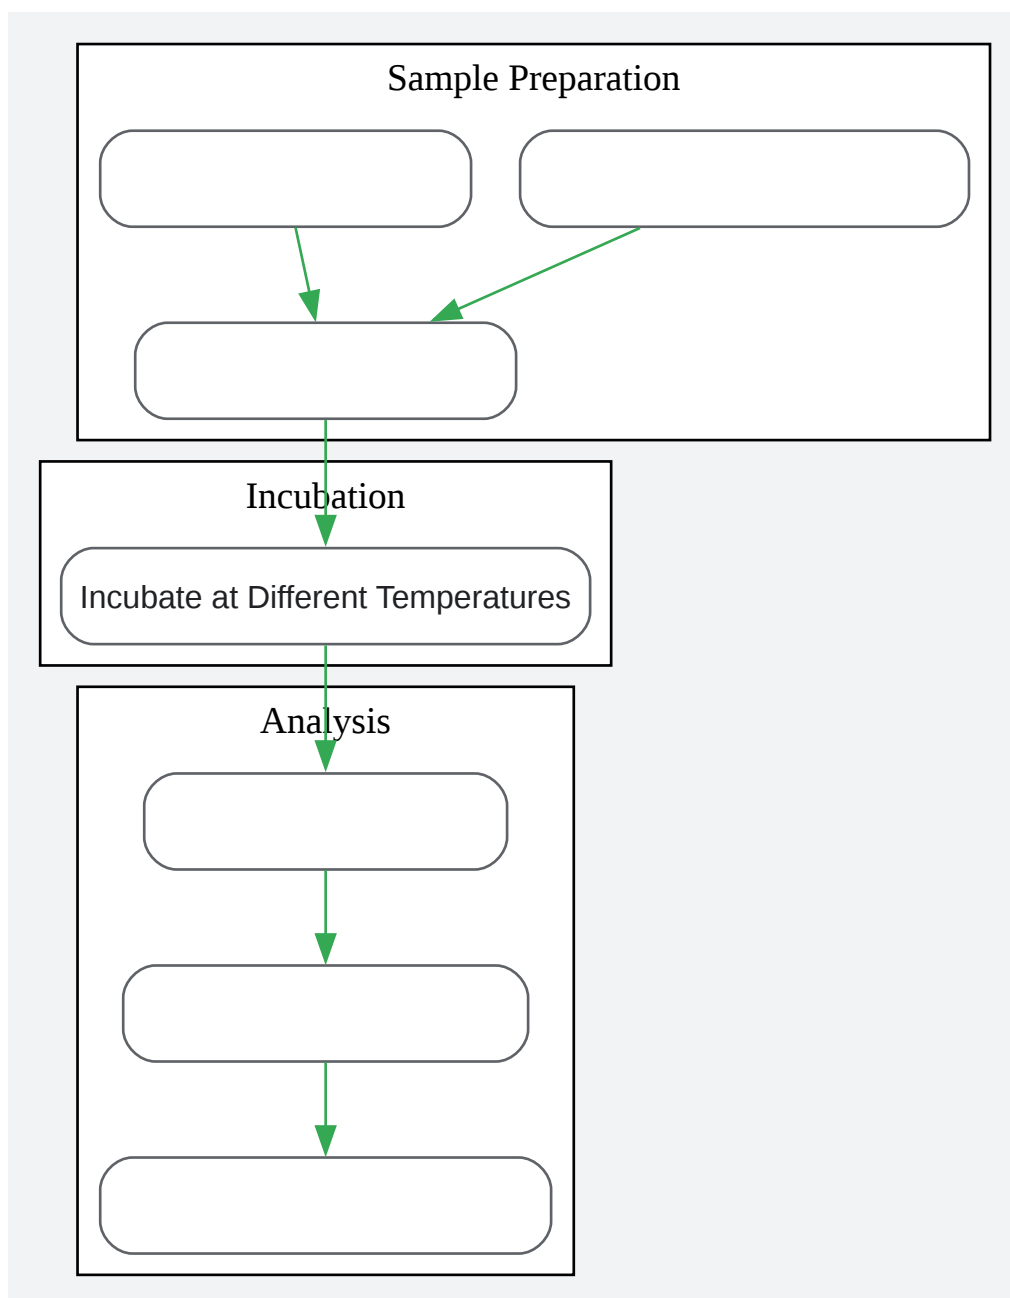 Sample Preparation
Incubation
Incubate at Different Temperatures
Analysis